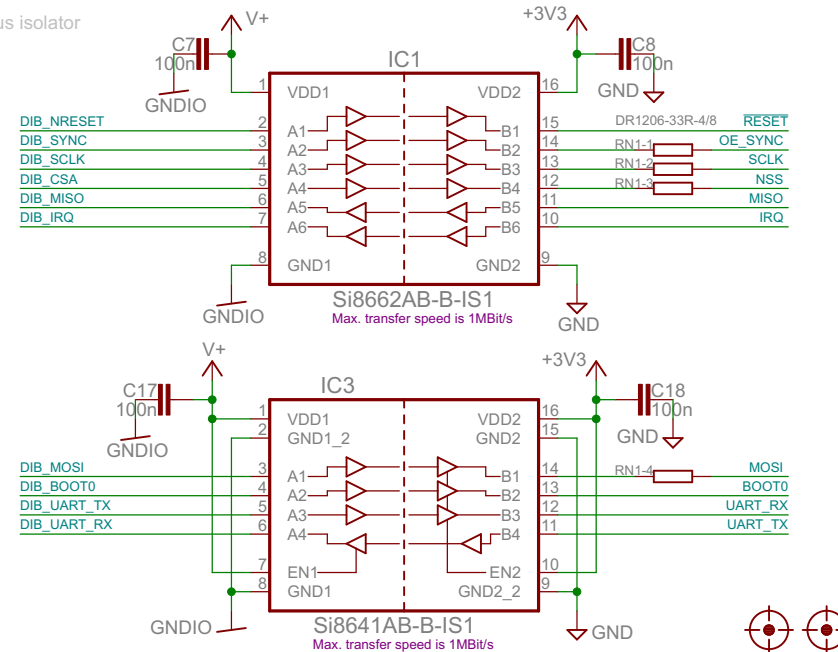 us isolator
V+
+3V3
C7
100n
IC1
C8
100n
GNDIO
GND
1 VDD1 VDD2 16
DIB_NRESET 2 A1 B1 15 DR1206-33R-4/8 RESET
DIB_SYNC 3 A2 B2 14 RN1-1 OE_SYNC
DIB_SCLK 4 A3 B3 13 RN1-2 SCLK
DIB_CSA 5 A4 B4 12 RN1-3 NSS
DIB_MISO 6 A5 B5 11 MISO
DIB_IRQ 7 A6 B6 10 IRQ
8 GND1 GND2 9
GNDIO
Si8662AB-B-IS1
GND
Max. transfer speed is 1MBit/s
V+
+3V3
C17
100n
IC3
C18
100n
GNDIO
GND
1 VDD1 VDD2 16
2 GND1_2 GND2 15
DIB_MOSI 3 A1 B1 14 RN1-4 MOSI
DIB_BOOT0 4 A2 B2 13 BOOT0
DIB_UART_TX 5 A3 B3 12 UART_RX
DIB_UART_RX 6 A4 B4 11 UART_TX
7 EN1 EN2 10
8 GND1 GND2_2 9
GNDIO
Si8641AB-B-IS1
GND
Max. transfer speed is 1MBit/s